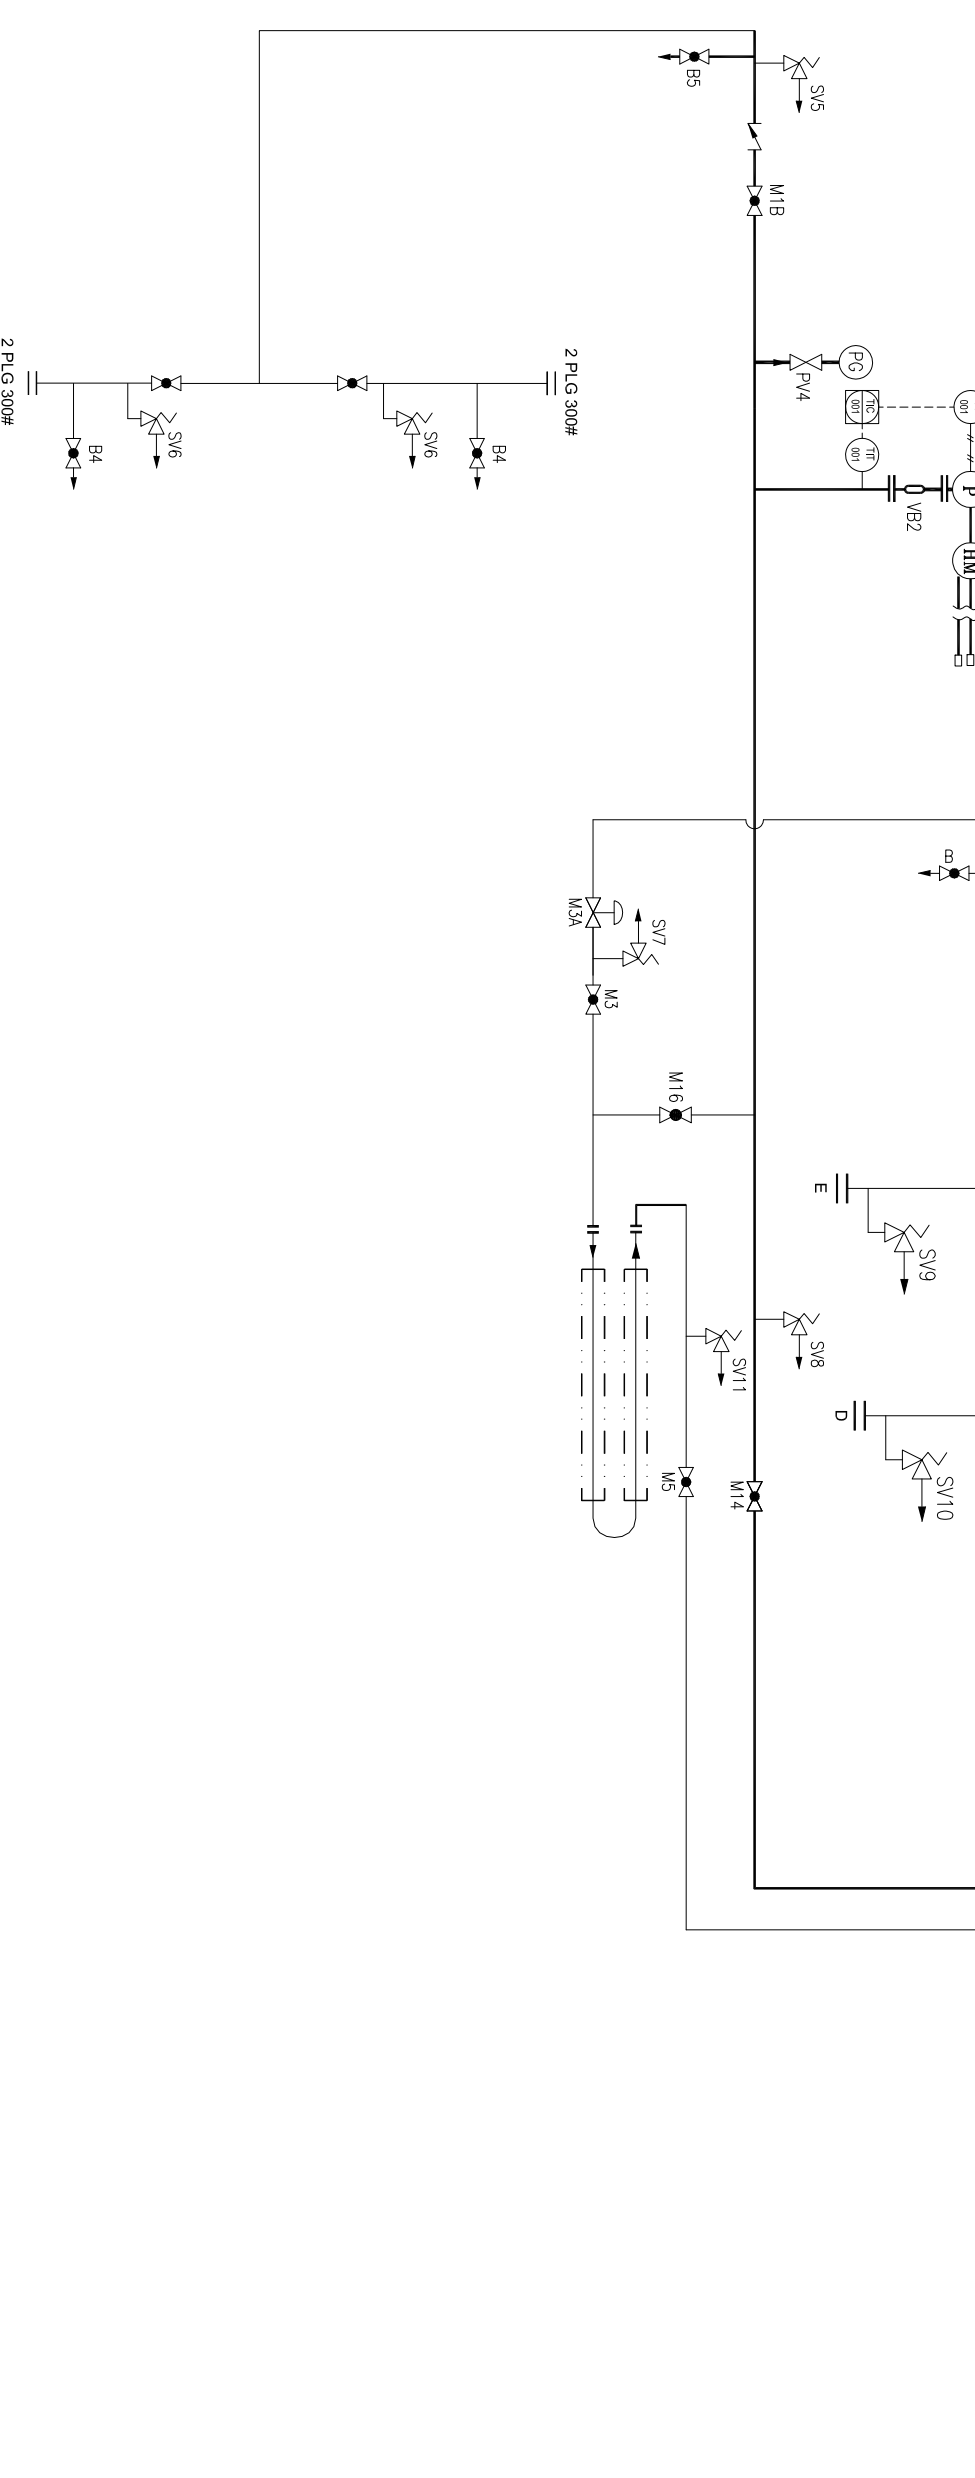 B5
SV5
M1B
PG
PV4
2 PLG 300#
2 PLG 300#
TIC
001
001
TIT
001
SV6
B4
SV6
B4
P
VB2
HM
B
M3A
SV7
M3
M16
E
SV9
SV8
SV11
D
M5
M14
SV10